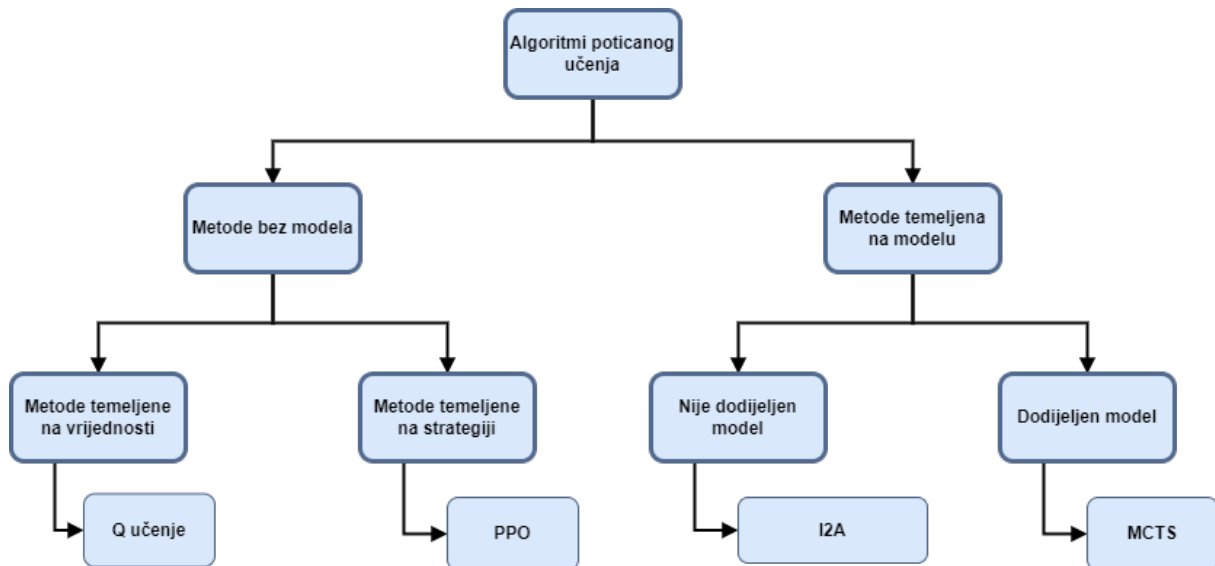 Algoritmi poticanog
učenja
Metode bez modela
Metode temeljena
na modelu
Metode temeljene
na vrijednosti
Metode temeljene
na strategiji
Nije dodijeljen
model
Dodijeljen model
Q učenje
PPO
I2A
MCTS